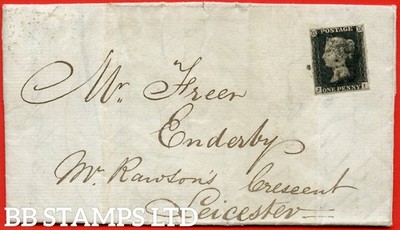 POSTAGE
ONE PENNY
Mr. Freer
Enderby
Mr. Rawson's Crescent
Leicester
BB STAMPS LTD